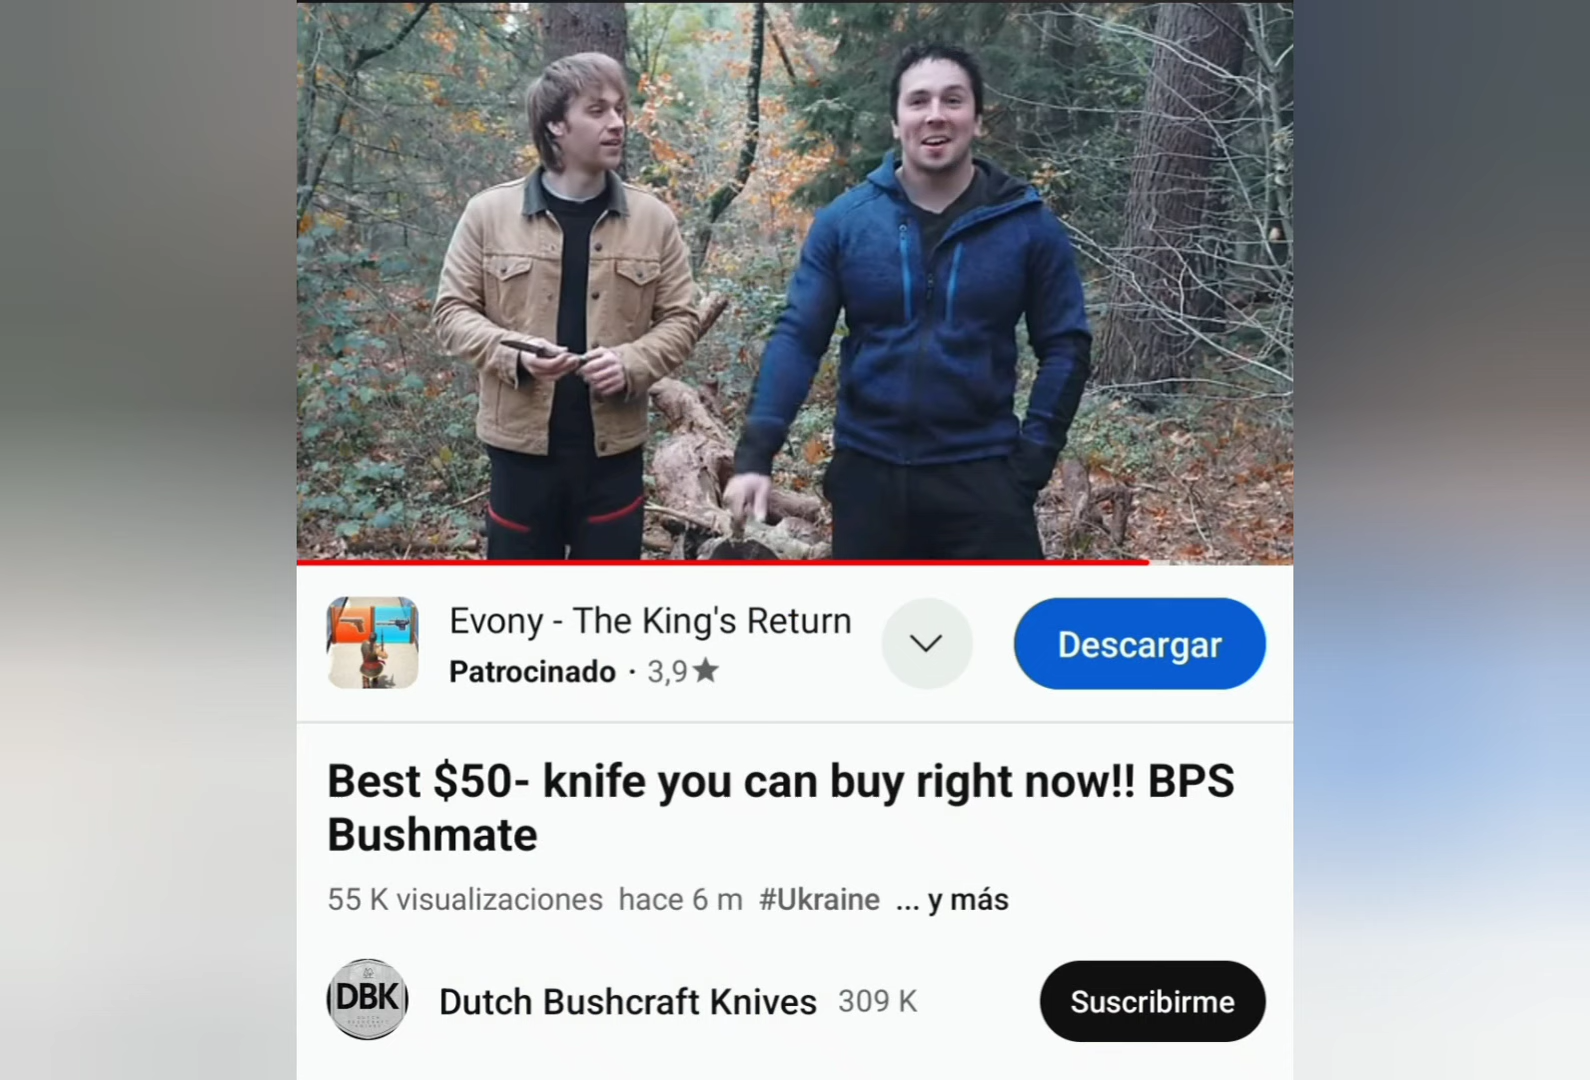 Evony - The King's Return
Patrocinado · 3,9★
Descargar
Best $50- knife you can buy right now!! BPS
Bushmate
55 K visualizaciones hace 6 m #Ukraine ... y más
DBK
Dutch Bushcraft Knives 309 K
Suscribirme